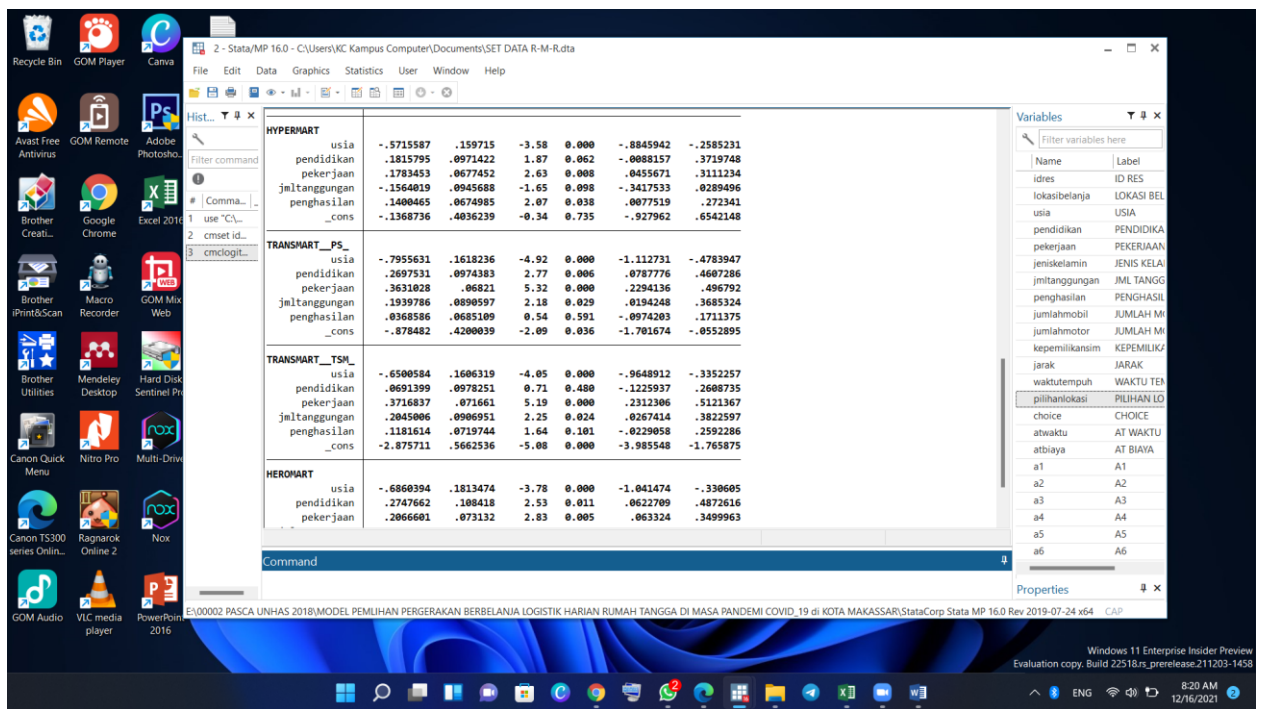 Recycle Bin
GOM Player
Canva
Avast Free Antivirus
GOM Remote
Adobe Photosho...
Brother Creati...
Google Chrome
Excel 2016
Brother iPrint&Scan
Macro Recorder
GOM Mix Web
Brother Utilities
Mendeley Desktop
Hard Disk Sentinel Pro
Canon Quick Menu
Nitro Pro
Multi-Drive
Canon TS300 series Onlin...
Ragnarok Online 2
Nox
GOM Audio
VLC media player
PowerPoint 2016
2 - Stata/MP 16.0 - C:\Users\KC Kampus Computer\Documents\SET DATA R-M-R.dta
File Edit Data Graphics Statistics User Window Help
Hist...
Filter command
# Comma...
1 use "C:\...
2 cmset id...
3 cmclogit...
HYPERMART
usia -.5715587 .159715 -3.58 0.000 -.8845942 -.2585231
pendidikan .1815795 .0971422 1.87 0.062 -.0088157 .3719748
pekerjaan .1783453 .0677452 2.63 0.008 .0455671 .3111234
jmltanggungan -.1564019 .0945688 -1.65 0.098 -.3417533 .0289496
penghasilan .1400465 .0674985 2.07 0.038 .0077519 .272341
_cons -.1368736 .4036239 -0.34 0.735 -.927962 .6542148
TRANSMART__PS_
usia -.7955631 .1618236 -4.92 0.000 -1.112731 -.4783947
pendidikan .2697531 .0974383 2.77 0.006 .0787776 .4607286
pekerjaan .3631028 .06821 5.32 0.000 .2294136 .496792
jmltanggungan .1939786 .0890597 2.18 0.029 .0194248 .3685324
penghasilan .0368586 .0685109 0.54 0.591 -.0974203 .1711375
_cons -.878482 .4200039 -2.09 0.036 -1.701674 -.0552895
TRANSMART__TSM_
usia -.6500584 .1606319 -4.05 0.000 -.9648912 -.3352257
pendidikan .0691399 .0978251 0.71 0.480 -.1225937 .2608735
pekerjaan .3716837 .071661 5.19 0.000 .2312306 .5121367
jmltanggungan .2045006 .0906951 2.25 0.024 .0267414 .3822597
penghasilan .1181614 .0719744 1.64 0.101 -.0229058 .2592286
_cons -2.875711 .5662536 -5.08 0.000 -3.985548 -1.765875
HEROMART
usia -.6860394 .1813474 -3.78 0.000 -1.041474 -.330605
pendidikan .2747662 .108418 2.53 0.011 .0622709 .4872616
pekerjaan .2066601 .073132 2.83 0.005 .063324 .3499963
Command
Variables
Filter variables here
Name Label
idres ID RES
lokasibelanja LOKASI BEL
usia USIA
pendidikan PENDIDIKA
pekerjaan PEKERJAAN
jeniskelamin JENIS KELA
jmltanggungan JML TANGG
penghasilan PENGHASIL
jumlahmobil JUMLAH M
jumlahmotor JUMLAH M
kepemilikansim KEPEMILIK
jarak JARAK
waktutempuh WAKTU TEN
pilihanlokasi PILIHAN LO
choice CHOICE
atwaktu AT WAKTU
atbiaya AT BIAYA
a1 A1
a2 A2
a3 A3
a4 A4
a5 A5
a6 A6
Properties
E:\00002 PASCA UNHAS 2018\MODEL PEMLIHAN PERGERAKAN BERBELANJA LOGISTIK HARIAN RUMAH TANGGA DI MASA PANDEMI COVID_19 di KOTA MAKASSAR\StataCorp Stata MP 16.0 Rev 2019-07-24 x64 CAP
Windows 11 Enterprise Insider Preview
Evaluation copy. Build 22518.rs_prerelease.211203-1458
ENG
8:20 AM
12/16/2021
2